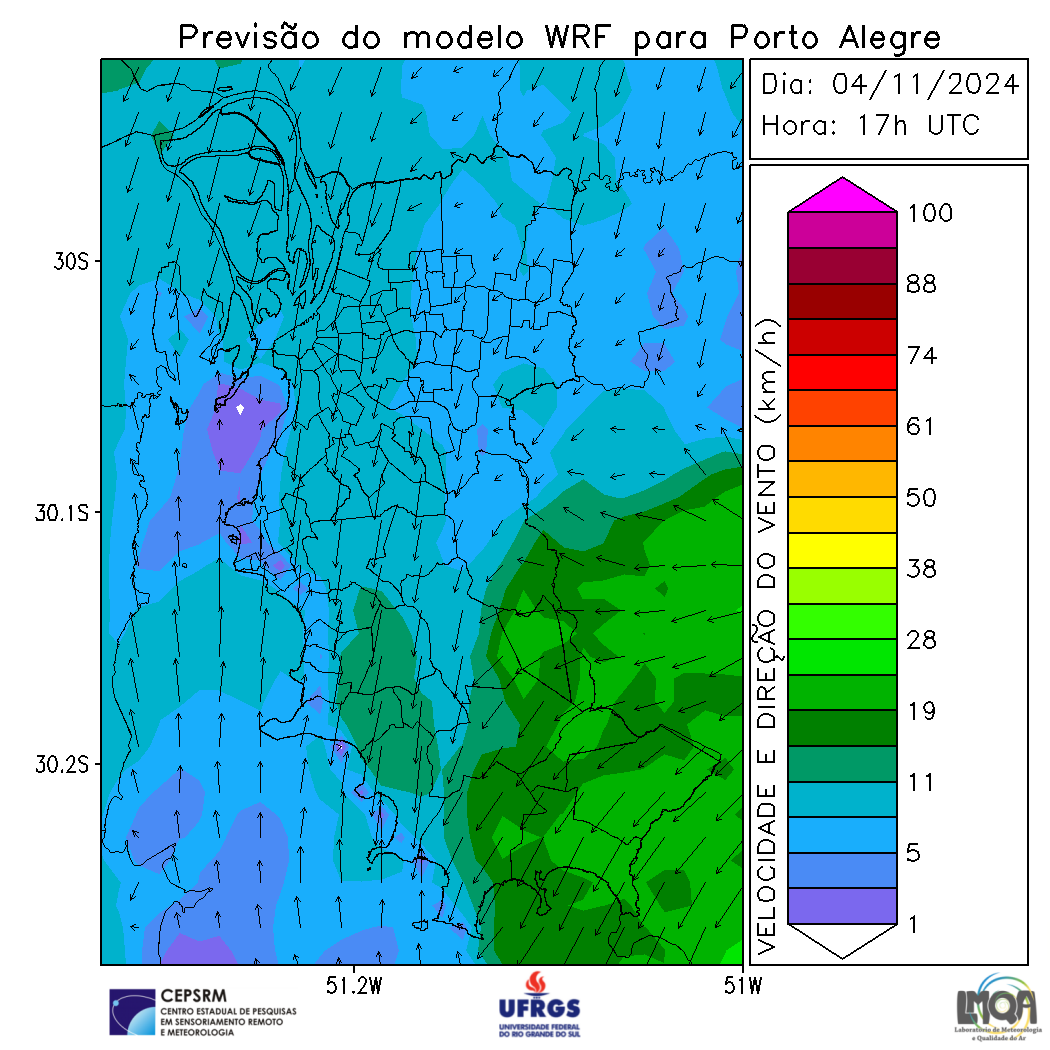 Previsão do modelo WRF para Porto Alegre
Dia: 04/11/2024
Hora: 17h UTC
30S
30.1S
30.2S
51.2W
51W
VELOCIDADE E DIREÇÃO DO VENTO (km/h)
100
88
74
61
50
38
28
19
11
5
1
CEPSRM
CENTRO ESTADUAL DE PESQUISAS
EM SENSORIAMENTO REMOTO
E METEOROLOGIA
UFRGS
UNIVERSIDADE FEDERAL
DO RIO GRANDE DO SUL
LMQA
Laboratório de Meteorologia
e Qualidade do Ar